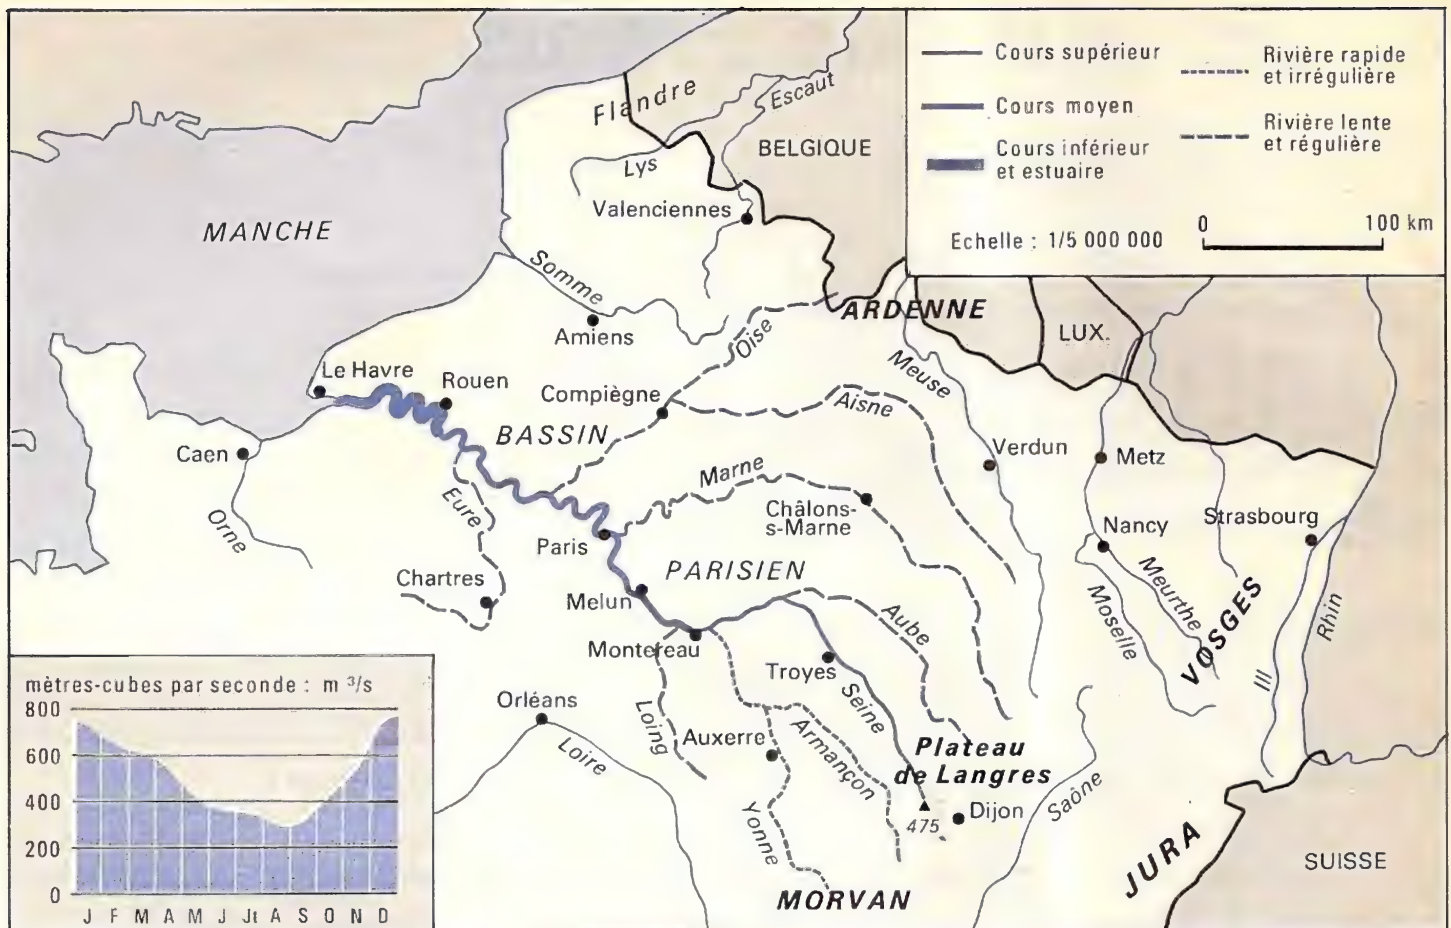 Cours supérieur
Cours moyen
Cours inférieur
et estuaire
Rivière rapide
et irrégulière
Rivière lente
et régulière
Echelle : 1/5 000 000
0 100 km
Flandre
Escaut
BELGIQUE
Lys
Valenciennes
MANCHE
Somme
Amiens
ARDENNE
LUX.
Oise
Meuse
Le Havre
Rouen
Compiègne
Aisne
BASSIN
Caen
Verdun
Metz
Marne
Eure
Orne
Châlons-
s-Marne
Paris
Nancy
Strasbourg
Chartres
PARISIEN
Melun
Aube
Meurthe
Moselle
VOSGES
Rhin
Ill
Montereau
Troyes
Seine
Orléans
Loire
Loing
Auxerre
Armançon
Yonne
Plateau
de Langres
475
Dijon
Saône
MORVAN
JURA
SUISSE
mètres-cubes par seconde : m ³/s
800
600
400
200
0
J F M A M J Jt A S O N D